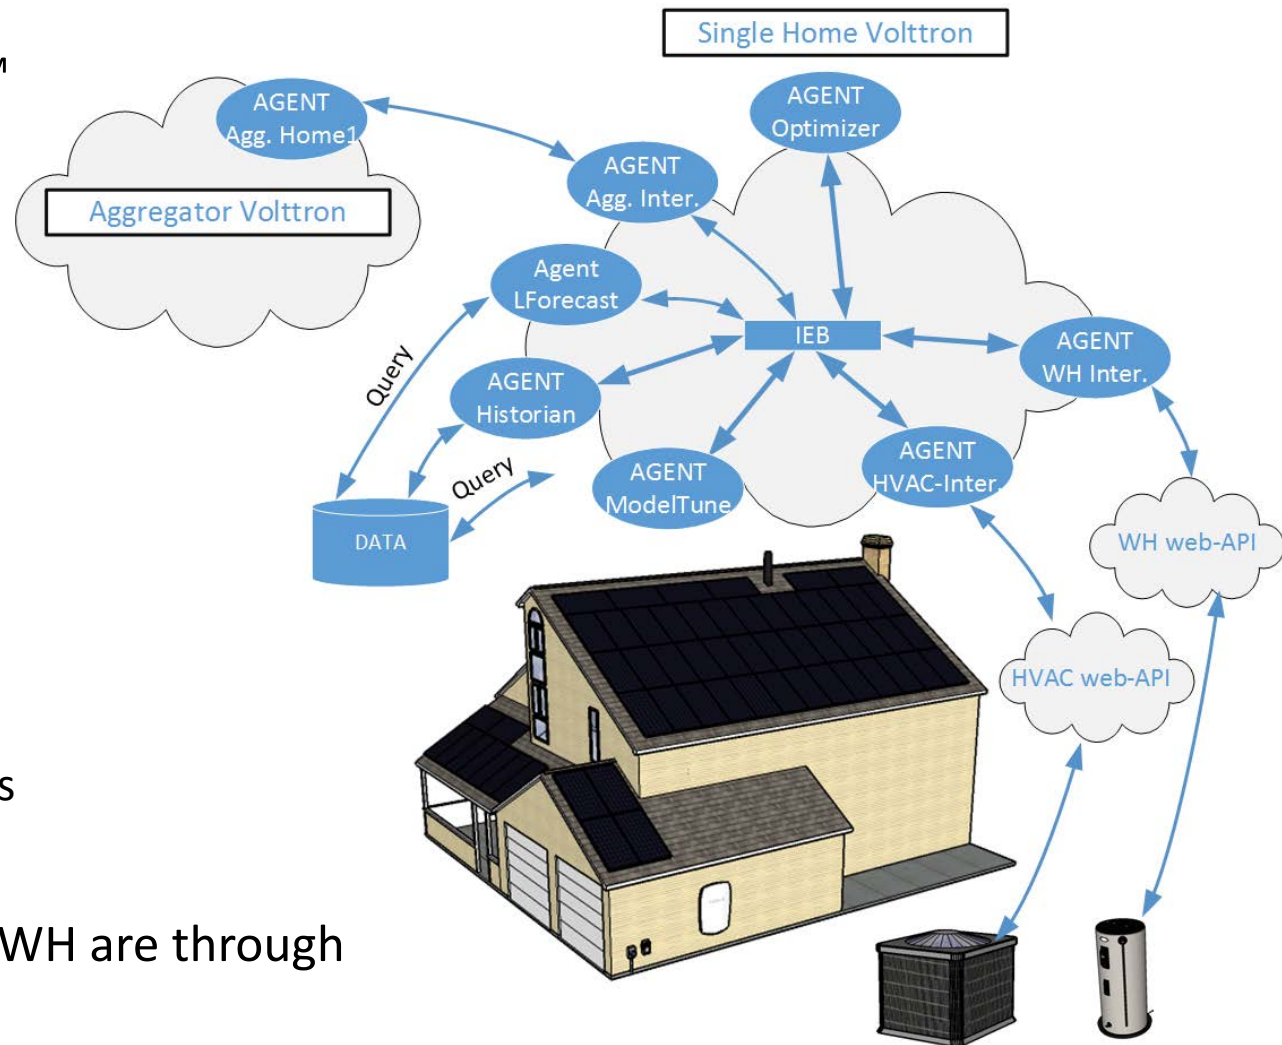 Single Home Volttron
M
AGENT
Agg. Home1
AGENT
Optimizer
AGENT
Agg. Inter.
Aggregator Volttron
Agent
LForecast
IEB
AGENT
WH Inter.
Query
AGENT
Historian
AGENT
HVAC-Inter.
Query
AGENT
ModelTune
DATA
WH web-API
HVAC web-API
s
WH are through